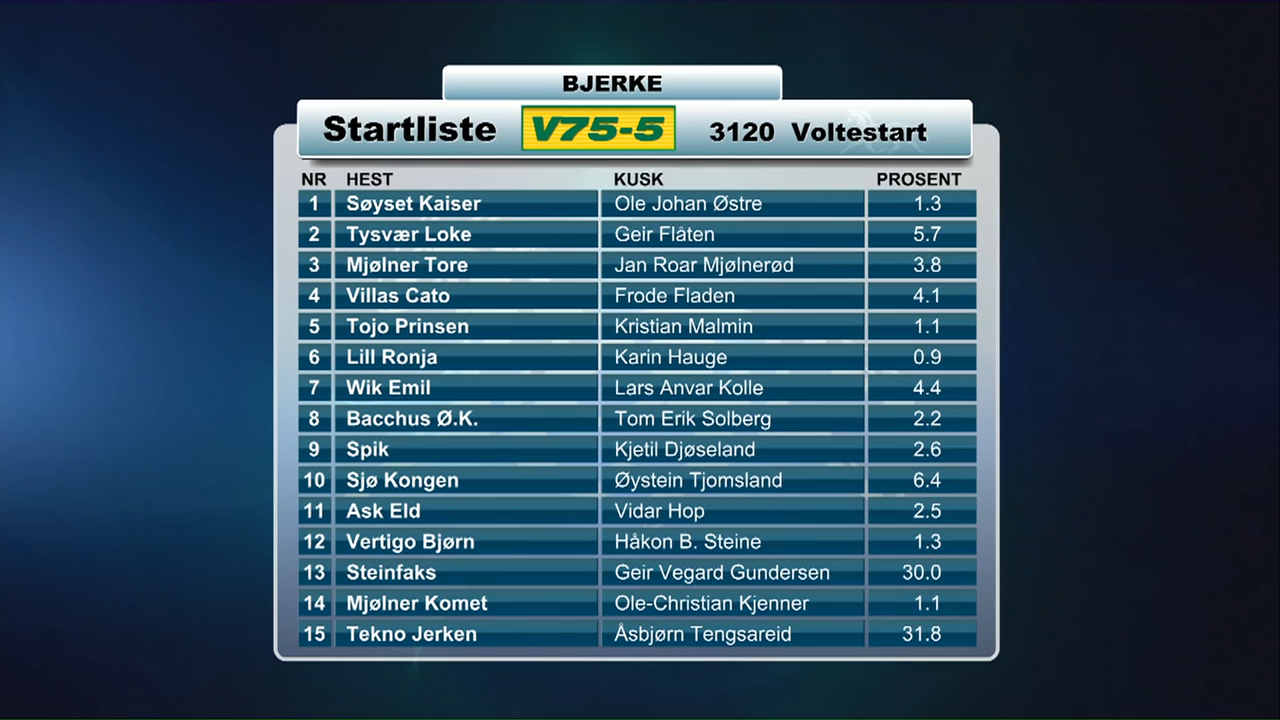 BJERKE
Startliste V75-5 3120 Voltestart
NR HEST KUSK PROSENT
1 Søyset Kaiser Ole Johan Østre 1.3
2 Tysvær Loke Geir Flåten 5.7
3 Mjølner Tore Jan Roar Mjølnerød 3.8
4 Villas Cato Frode Fladen 4.1
5 Tojo Prinsen Kristian Malmin 1.1
6 Lill Ronja Karin Hauge 0.9
7 Wik Emil Lars Anvar Kolle 4.4
8 Bacchus Ø.K. Tom Erik Solberg 2.2
9 Spik Kjetil Djøseland 2.6
10 Sjø Kongen Øystein Tjomsland 6.4
11 Ask Eld Vidar Hop 2.5
12 Vertigo Bjørn Håkon B. Steine 1.3
13 Steinfaks Geir Vegard Gundersen 30.0
14 Mjølner Komet Ole-Christian Kjenner 1.1
15 Tekno Jerken Åsbjørn Tengsareid 31.8